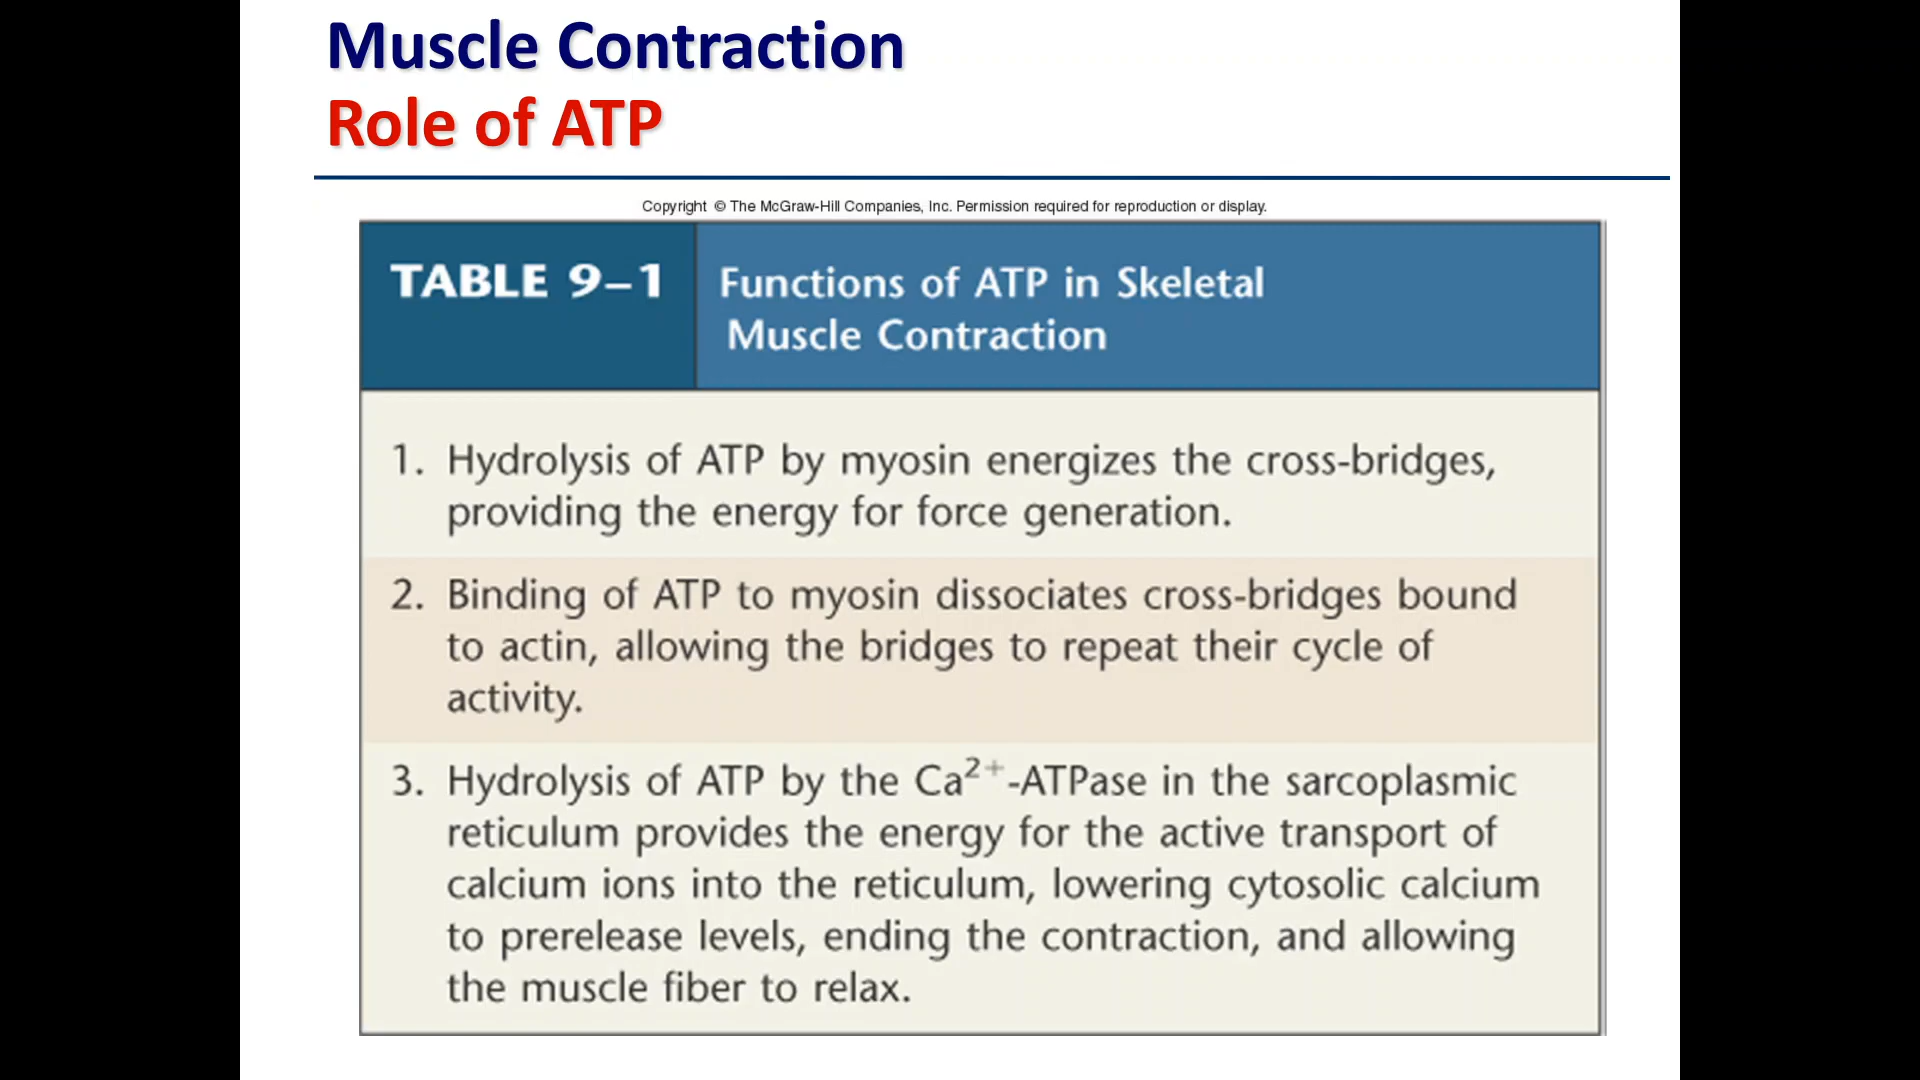 Muscle Contraction
Role of ATP
Copyright © The McGraw-Hill Companies, Inc. Permission required for reproduction or display.
TABLE 9–1
Functions of ATP in Skeletal
Muscle Contraction
1. Hydrolysis of ATP by myosin energizes the cross-bridges,
providing the energy for force generation.
2. Binding of ATP to myosin dissociates cross-bridges bound
to actin, allowing the bridges to repeat their cycle of
activity.
3. Hydrolysis of ATP by the Ca²⁺-ATPase in the sarcoplasmic
reticulum provides the energy for the active transport of
calcium ions into the reticulum, lowering cytosolic calcium
to prerelease levels, ending the contraction, and allowing
the muscle fiber to relax.